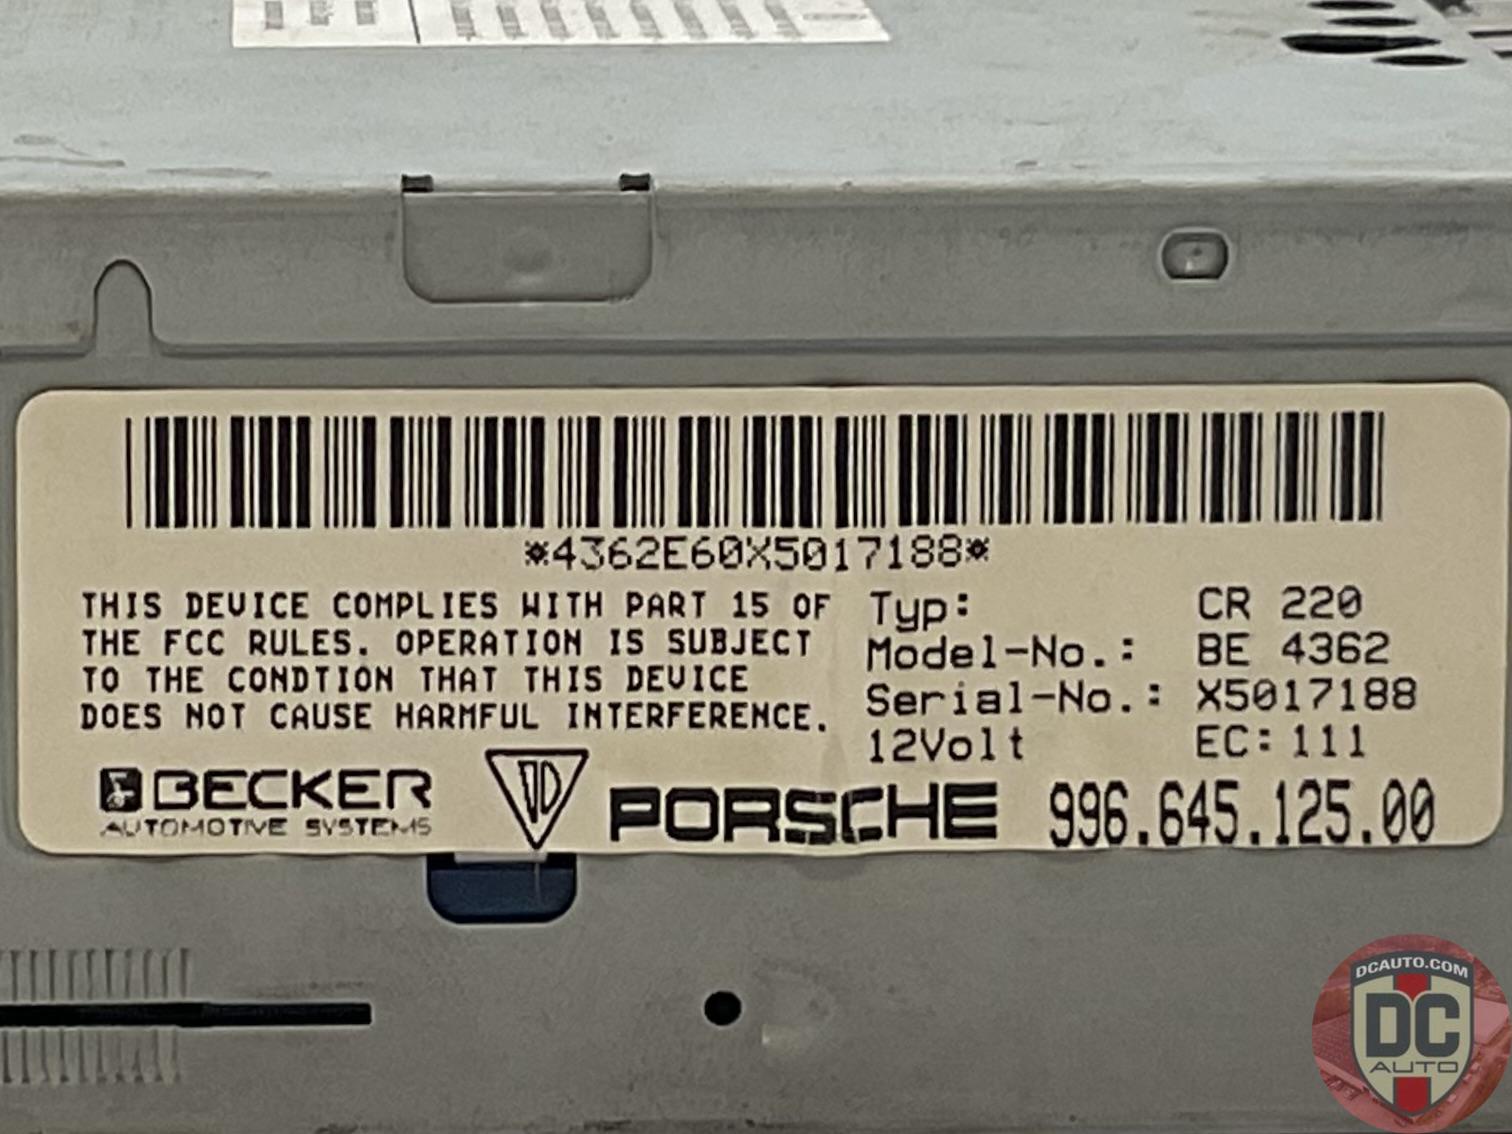 *4362E60X5017188*
THIS DEVICE COMPLIES WITH PART 15 OF
THE FCC RULES. OPERATION IS SUBJECT
TO THE CONDTION THAT THIS DEVICE
DOES NOT CAUSE HARMFUL INTERFERENCE.
Typ: CR 220
Model-No.: BE 4362
Serial-No.: X5017188
12Volt EC: 111
BECKER
AUTOMOTIVE SYSTEMS
PORSCHE
996.645.125.00
DCAUTO.COM
DC
AUTO